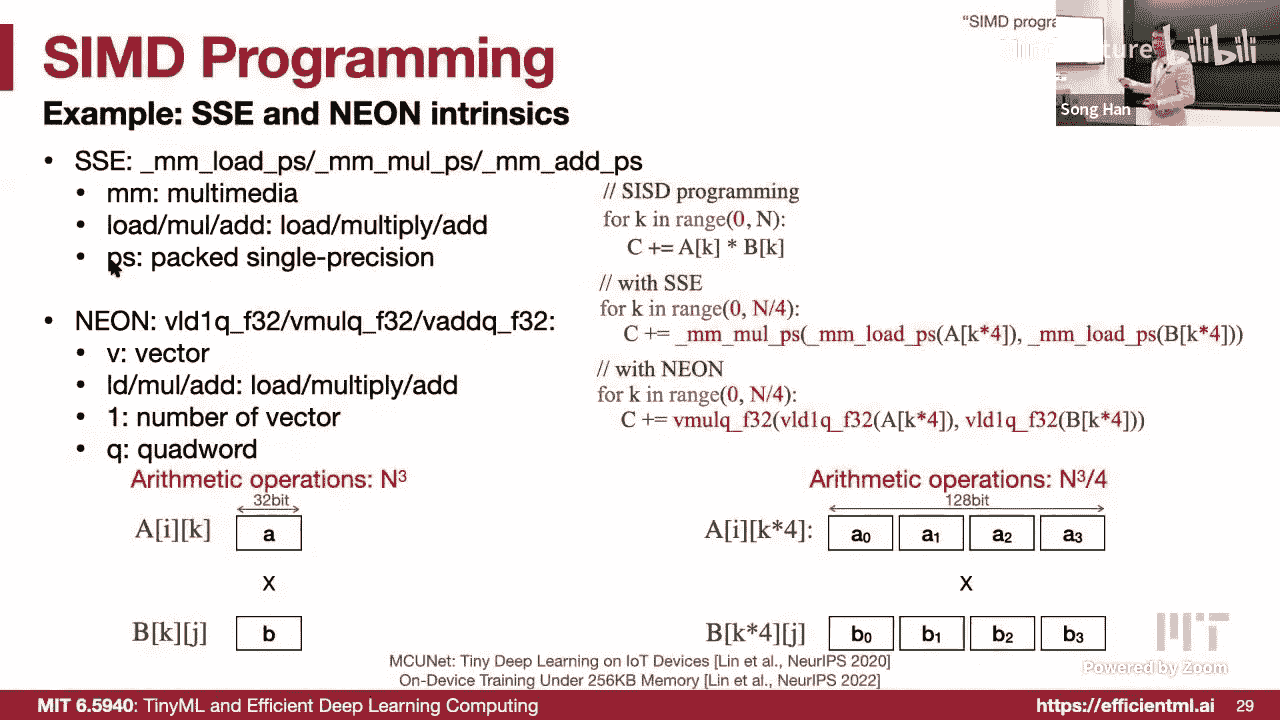 "SIMD progra
SIMD Programming
bilibili
Song Han
Example: SSE and NEON intrinsics
• SSE: _mm_load_ps/_mm_mul_ps/_mm_add_ps
• mm: multimedia
• load/mul/add: load/multiply/add
• ps: packed single-precision
• NEON: vld1q_f32/vmulq_f32/vaddq_f32:
• v: vector
• ld/mul/add: load/multiply/add
• 1: number of vector
• q: quadword
// SISD programming
for k in range(0, N):
C += A[k] * B[k]
// with SSE
for k in range(0, N/4):
C += _mm_mul_ps(_mm_load_ps(A[k*4]), _mm_load_ps(B[k*4]))
// with NEON
for k in range(0, N/4):
C += vmulq_f32(vld1q_f32(A[k*4]), vld1q_f32(B[k*4]))
Arithmetic operations: N³
32bit
A[i][k] a
x
B[k][j] b
Arithmetic operations: N³/4
128bit
A[i][k*4]: a₀ a₁ a₂ a₃
x
B[k*4][j] b₀ b₁ b₂ b₃
MCUNet: Tiny Deep Learning on IoT Devices [Lin et al., NeurIPS 2020]
On-Device Training Under 256KB Memory [Lin et al., NeurIPS 2022]
MIT
Powered by Zoom
MIT 6.5940: TinyML and Efficient Deep Learning Computing
https://efficientml.ai 29